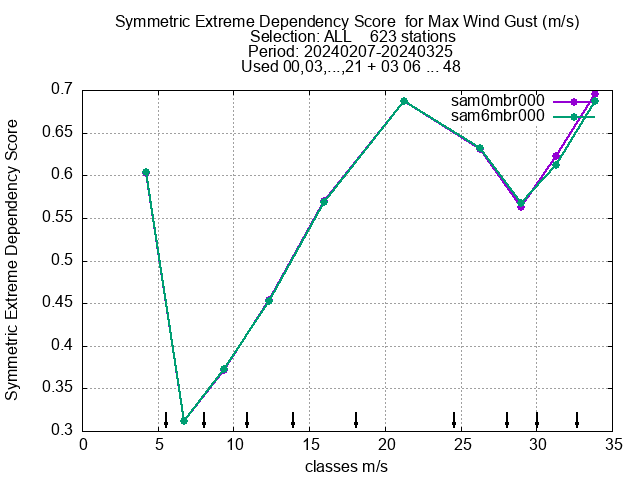 Symmetric Extreme Dependency Score  for Max Wind Gust (m/s)
Selection: ALL    623 stations
Period: 20240207-20240325
Used 00,03,...,21 + 03 06 ... 48
sam0mbr000
sam6mbr000
Symmetric Extreme Dependency Score
0.7
0.65
0.6
0.55
0.5
0.45
0.4
0.35
0.3
0 5 10 15 20 25 30 35
classes m/s